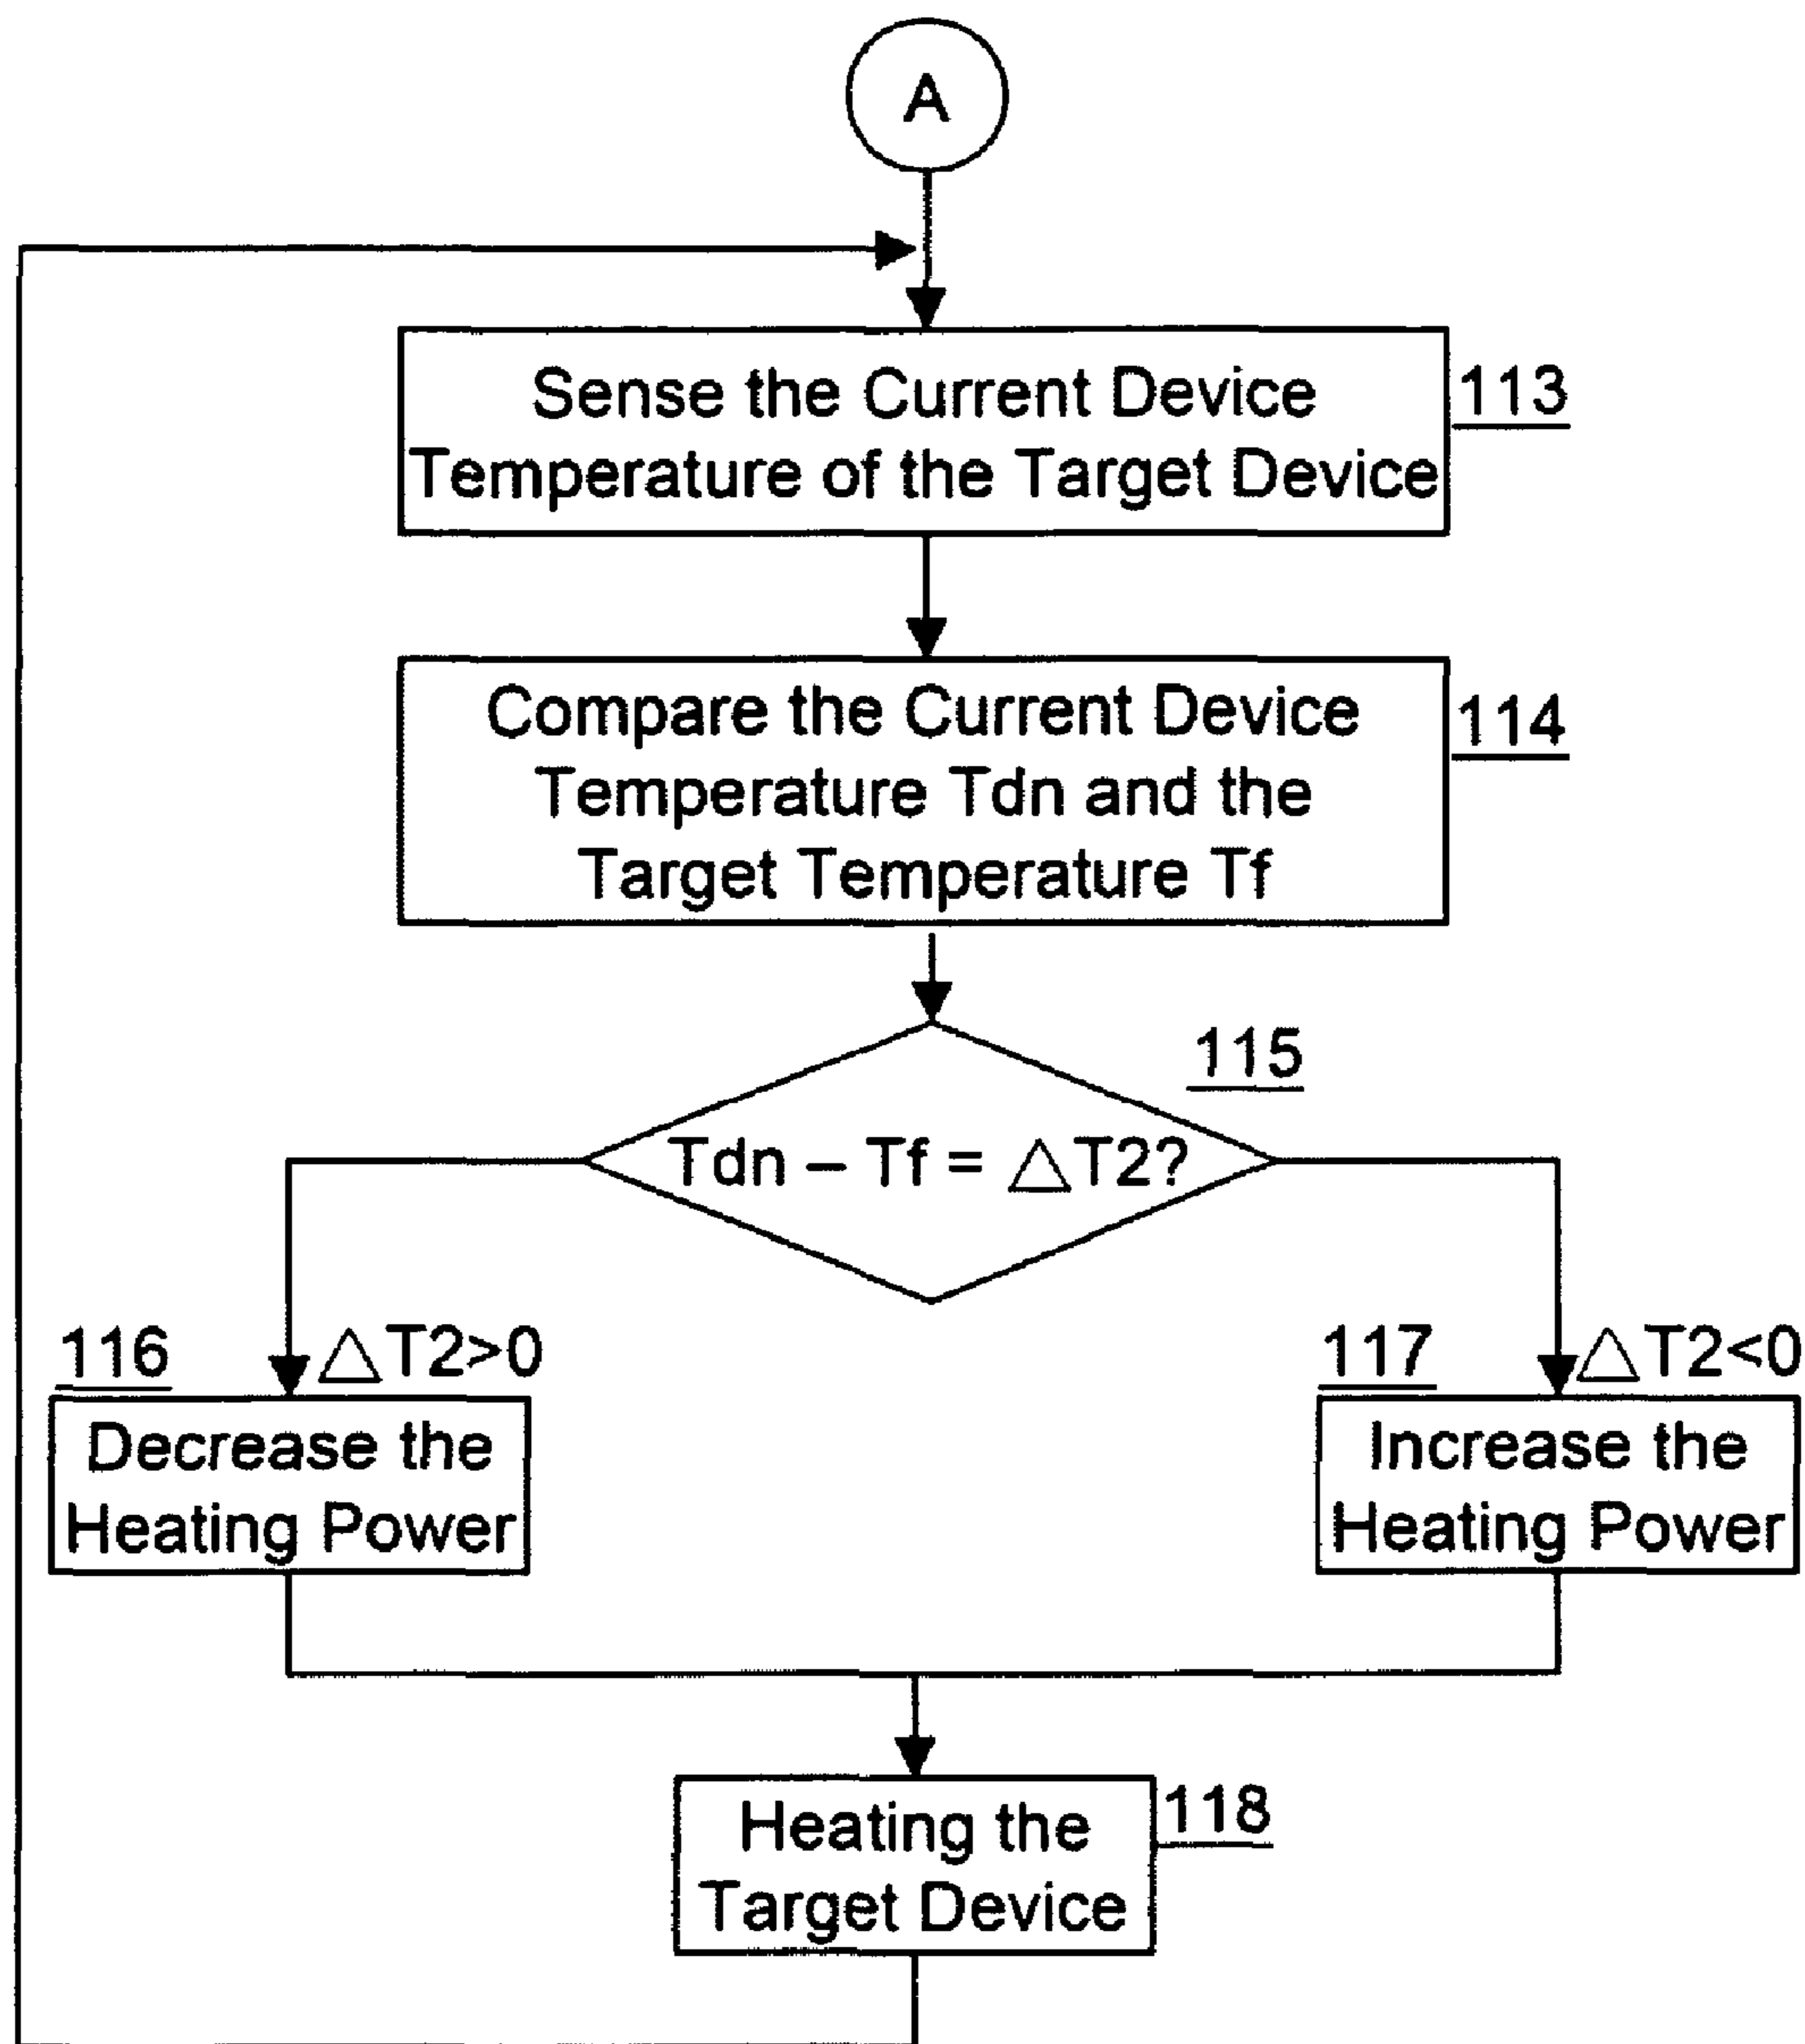 A
Sense the Current Device
Temperature of the Target Device
113
Compare the Current Device
Temperature Tdn and the
Target Temperature Tf
114
115
Tdn – Tf = △T2?
116
△T2>0
117
△T2<0
Decrease the
Heating Power
Increase the
Heating Power
Heating the
Target Device
118